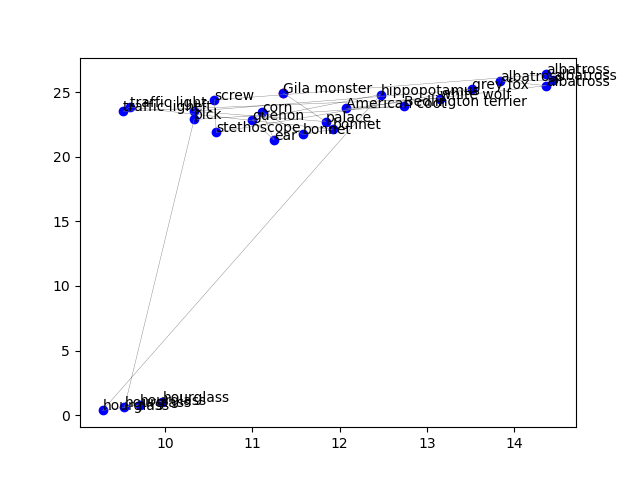 albatross
albatross
albatross
albatross
grey fox
Gila monster
hippopotamus
white wolf
screw
Bedlington terrier
traffic light
traffic light
American coot
corn
pick
guenon
palace
bonnet
stethoscope
bonnet
ear
hourglass
hourglass
hourglass
hourglass
25
20
15
10
5
0
10 11 12 13 14